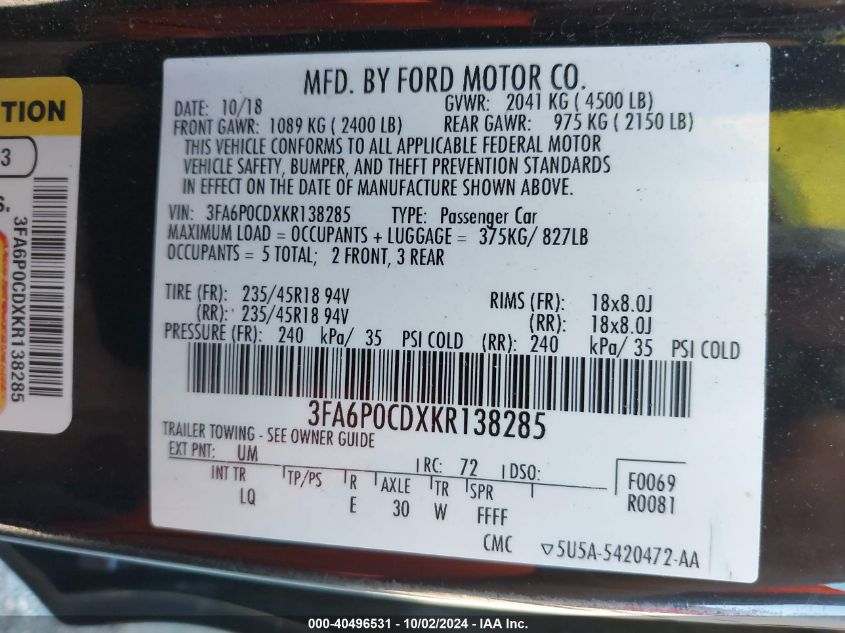 MFD. BY FORD MOTOR CO.
DATE: 10/18 GVWR: 2041 KG ( 4500 LB)
FRONT GAWR: 1089 KG ( 2400 LB) REAR GAWR: 975 KG ( 2150 LB)
THIS VEHICLE CONFORMS TO ALL APPLICABLE FEDERAL MOTOR
VEHICLE SAFETY, BUMPER, AND THEFT PREVENTION STANDARDS
IN EFFECT ON THE DATE OF MANUFACTURE SHOWN ABOVE.
VIN: 3FA6P0CDXKR138285 TYPE: Passenger Car
MAXIMUM LOAD = OCCUPANTS + LUGGAGE = 375KG/ 827LB
OCCUPANTS = 5 TOTAL; 2 FRONT, 3 REAR
TIRE (FR): 235/45R18 94V RIMS (FR): 18x8.0J
(RR): 235/45R18 94V (RR): 18x8.0J
PRESSURE (FR): 240 kPa/ 35 PSI COLD (RR): 240 kPa/ 35 PSI COLD
3FA6P0CDXKR138285
TRAILER TOWING - SEE OWNER GUIDE
EXT PNT: UM RC: 72 DSO:
INT TR TP/PS R AXLE TR SPR
LQ E 30 W FFFF
F0069
R0081
CMC ▽5U5A-5420472-AA
TION
3
S.
3FA6P0CDXKR138285
000-40496531 - 10/02/2024 - IAA Inc.